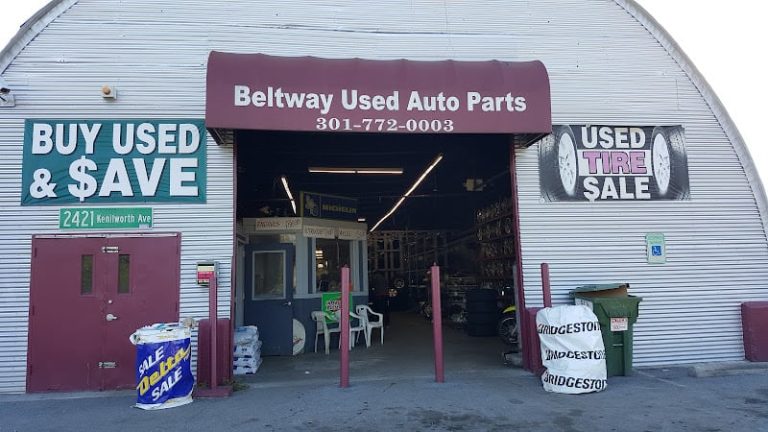 Beltway Used Auto Parts
301-772-0003
BUY USED
& $AVE
2421 Kenilworth Ave
USED
TIRE
$ALE
MICHELIN
SALE
Delta
SALE
BRIDGESTONE
BRIDGESTONE
BRIDGESTONE